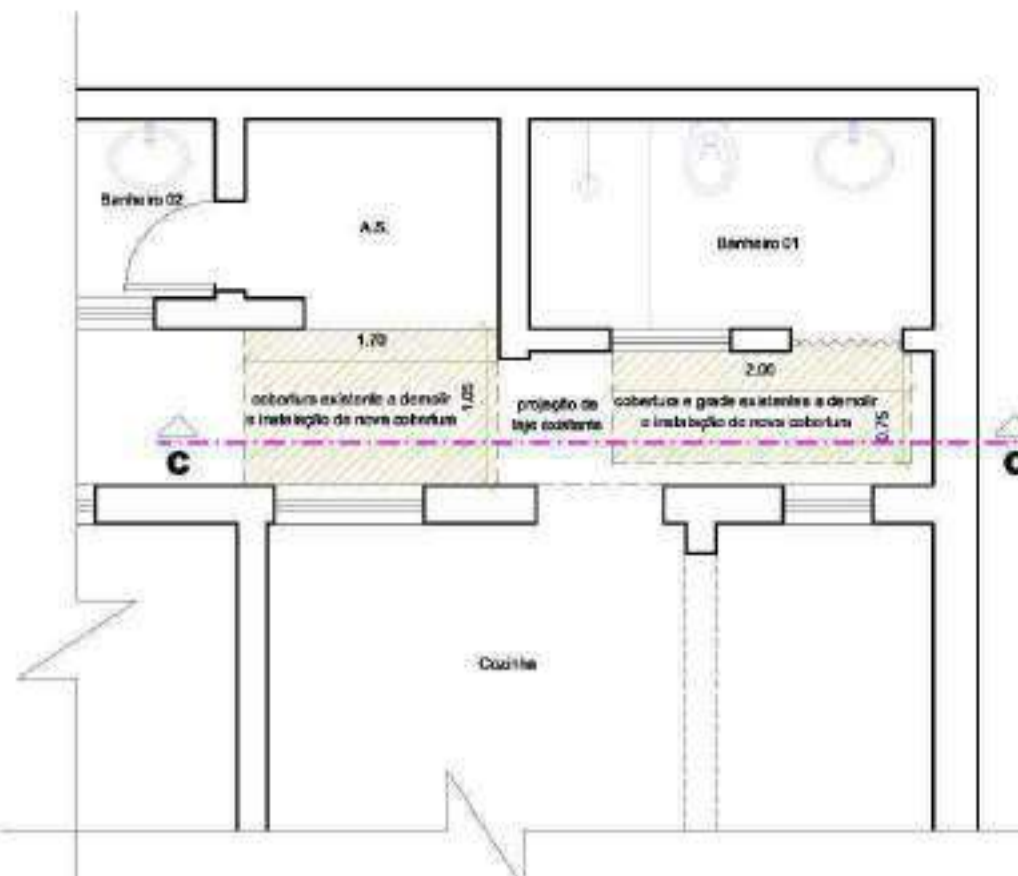 Banheiro 02
A.S.
Banheiro 01
1.70
1.05
cobertura existente a demolir
e instalação de nova cobertura
projeção de
laje existente
2.00
cobertura e grade existentes a demolir
e instalação de nova cobertura
0.75
C
C
Cozinha